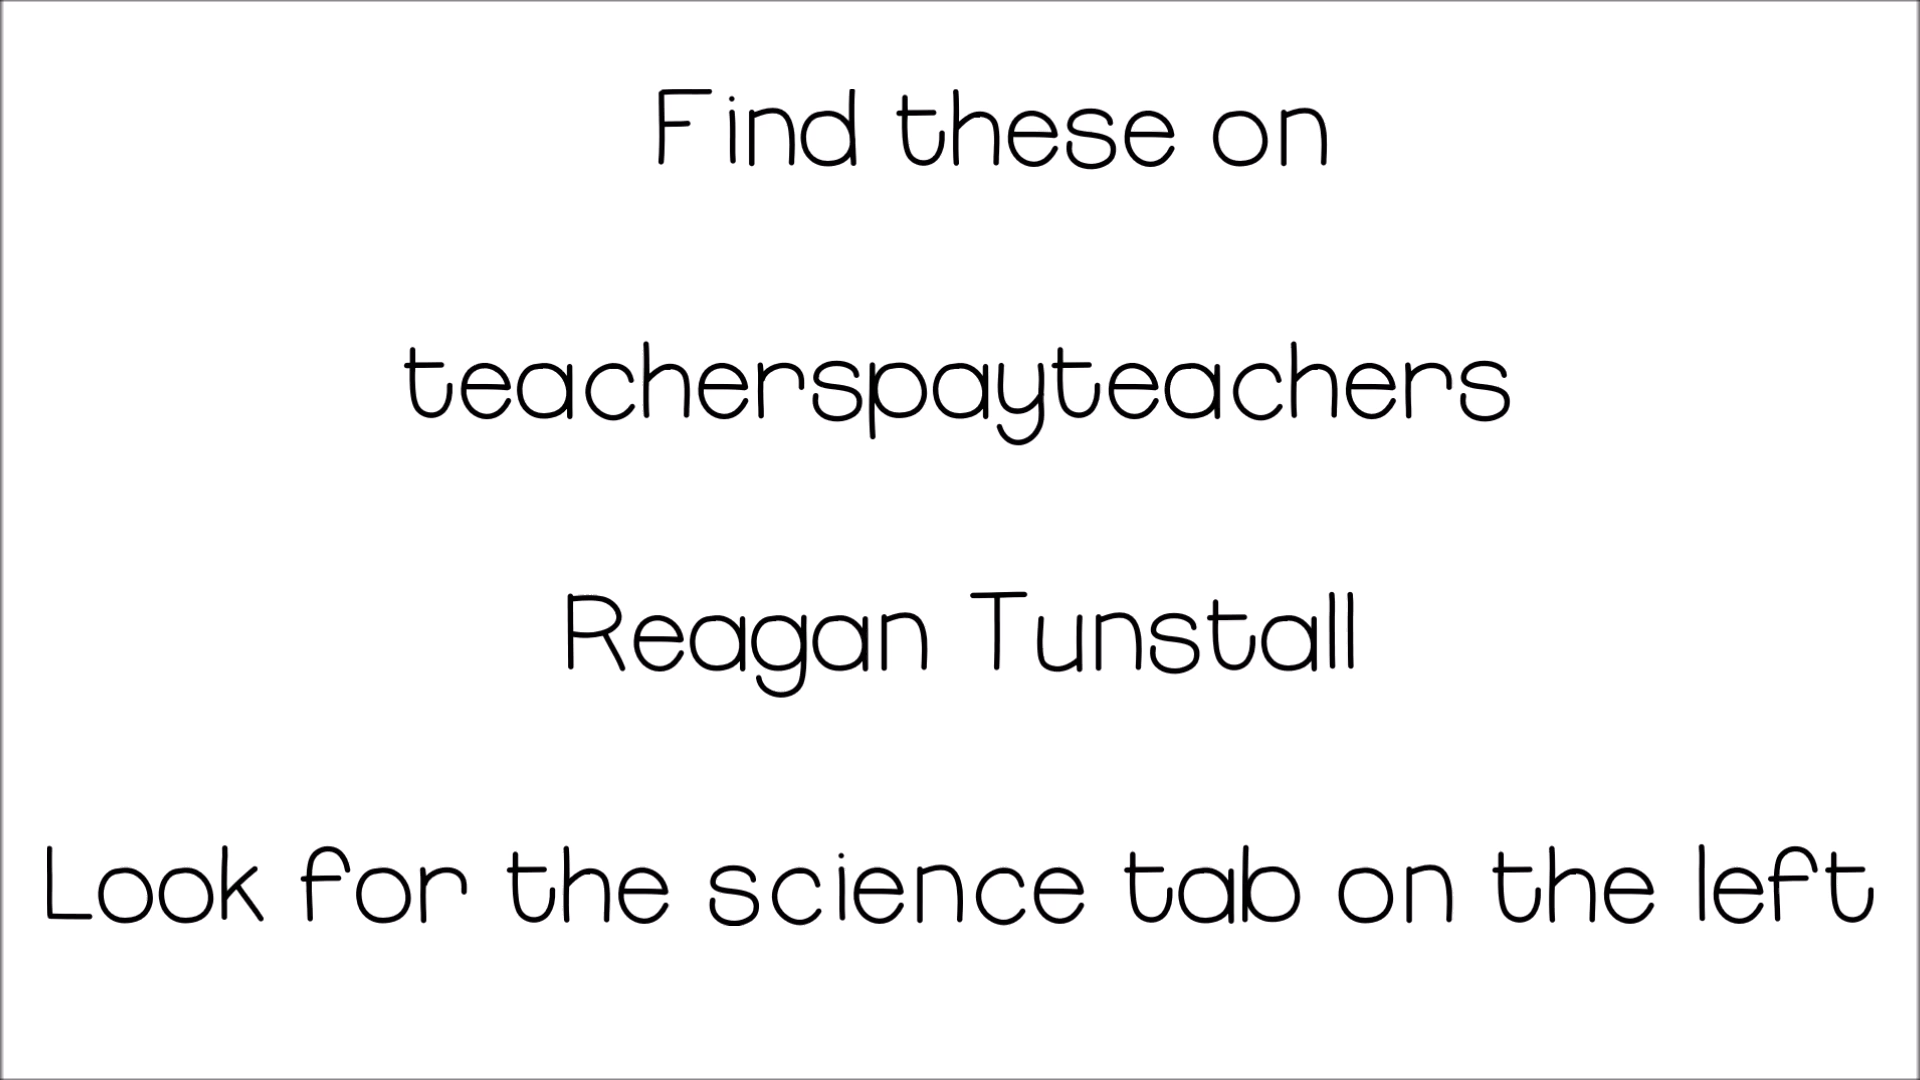 Find these on
teacherspayteachers
Reagan Tunstall
Look for the science tab on the left